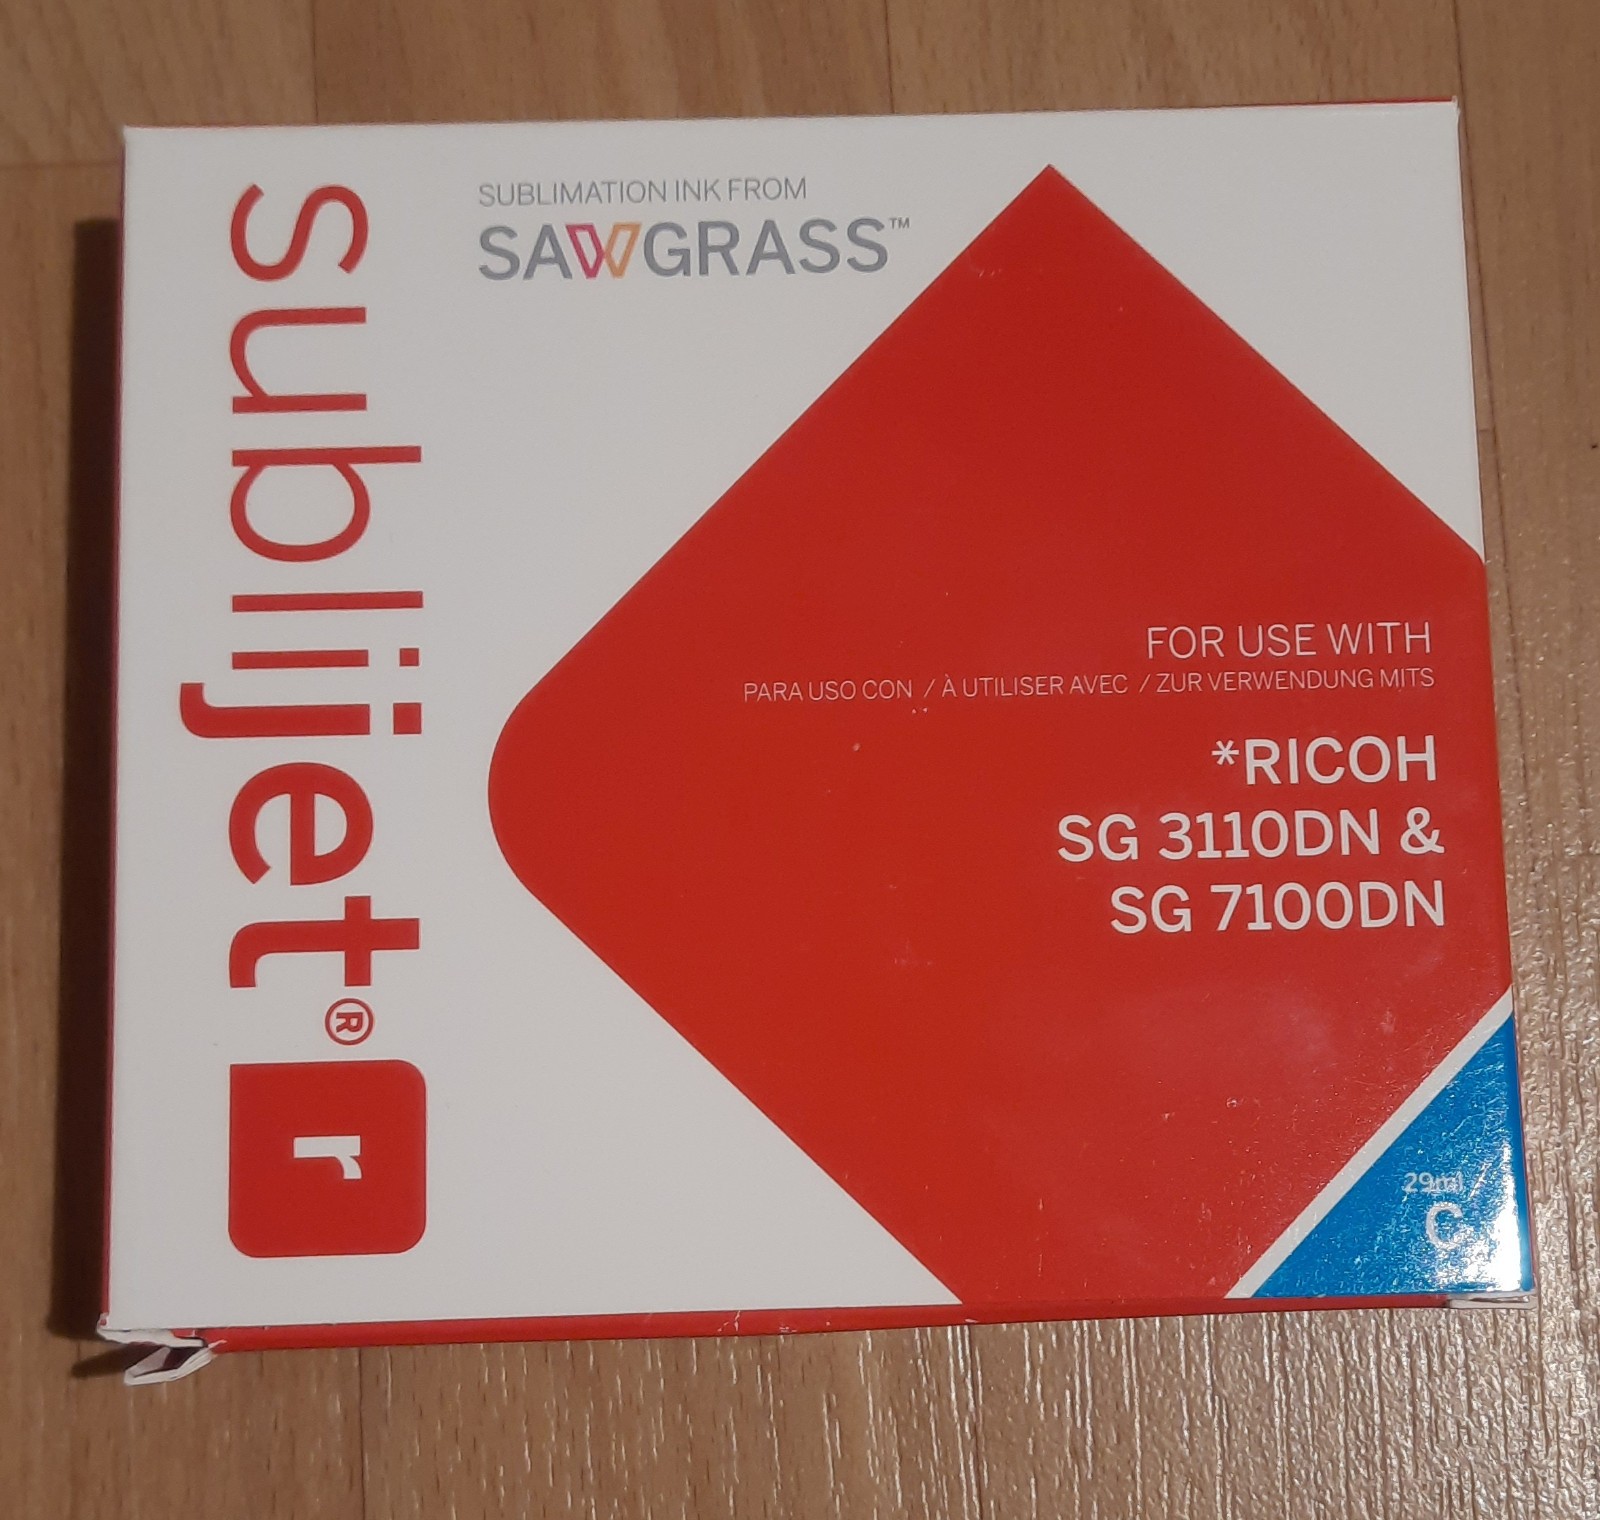 Sublijet® r
SUBLIMATION INK FROM
SAWGRASS™
FOR USE WITH
PARA USO CON / À UTILISER AVEC / ZUR VERWENDUNG MITS
*RICOH
SG 3110DN &
SG 7100DN
29ml /
C